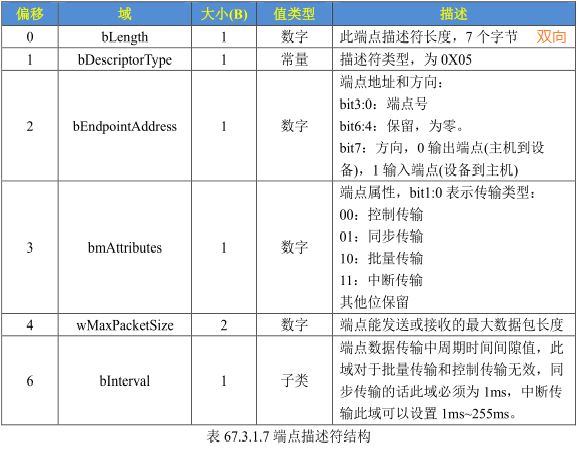 偏移 域 大小(B) 值类型 描述
0 bLength 1 数字 此端点描述符长度，7 个字节 双向
1 bDescriptorType 1 常量 描述符类型，为 0X05
2 bEndpointAddress 1 数字 端点地址和方向：
bit3:0：端点号
bit6:4：保留，为零。
bit7：方向，0 输出端点(主机到设
备)，1 输入端点(设备到主机)
3 bmAttributes 1 数字 端点属性，bit1:0 表示传输类型：
00：控制传输
01：同步传输
10：批量传输
11：中断传输
其他位保留
4 wMaxPacketSize 2 数字 端点能发送或接收的最大数据包长度
6 bInterval 1 子类 端点数据传输中周期时间间隙值，此
域对于批量传输和控制传输无效，同
步传输的话此域必须为 1ms，中断传
输此域可以设置 1ms~255ms。
表 67.3.1.7 端点描述符结构